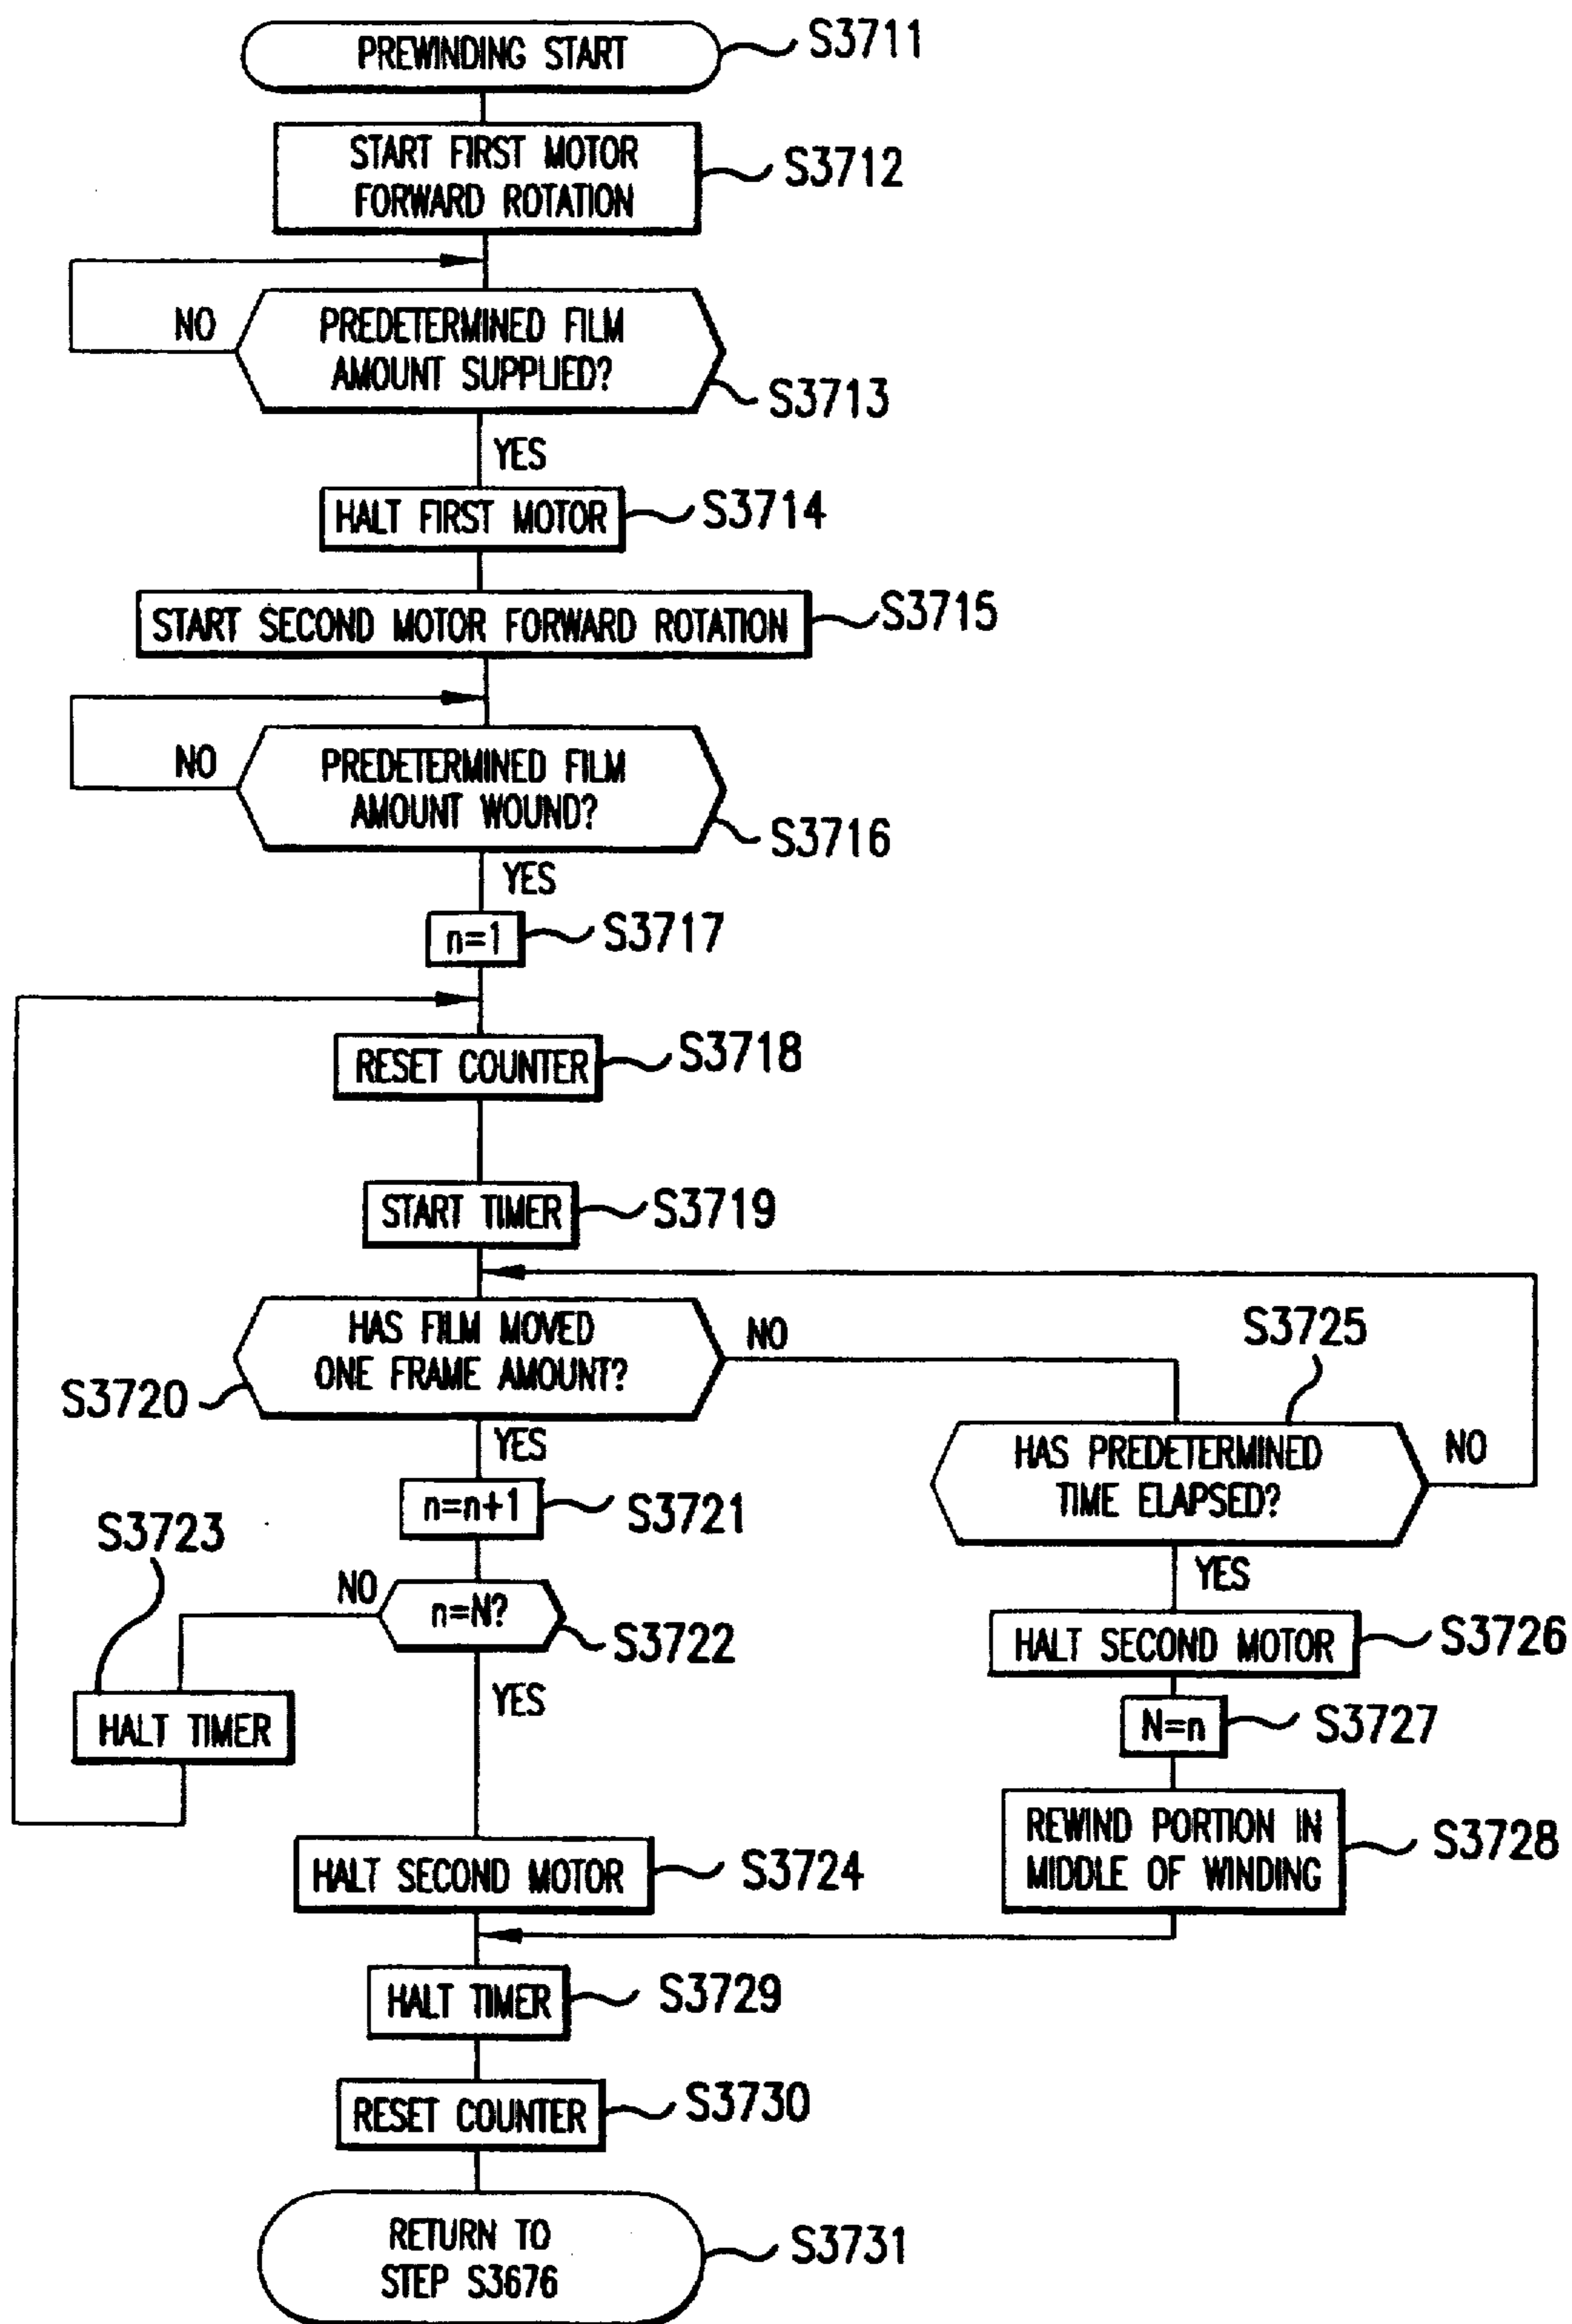 PREWINDING START
S3711
START FIRST MOTOR
FORWARD ROTATION
S3712
NO
PREDETERMINED FILM
AMOUNT SUPPLIED?
S3713
YES
HALT FIRST MOTOR
S3714
START SECOND MOTOR FORWARD ROTATION
S3715
NO
PREDETERMINED FILM
AMOUNT WOUND?
S3716
YES
n=1
S3717
RESET COUNTER
S3718
START TIMER
S3719
HAS FILM MOVED
ONE FRAME AMOUNT?
NO
S3720
YES
S3725
HAS PREDETERMINED
TIME ELAPSED?
NO
YES
n=n+1
S3721
S3723
NO
n=N?
S3722
YES
HALT TIMER
HALT SECOND MOTOR
S3726
N=n
S3727
REWIND PORTION IN
MIDDLE OF WINDING
S3728
HALT SECOND MOTOR
S3724
HALT TIMER
S3729
RESET COUNTER
S3730
RETURN TO
STEP S3676
S3731